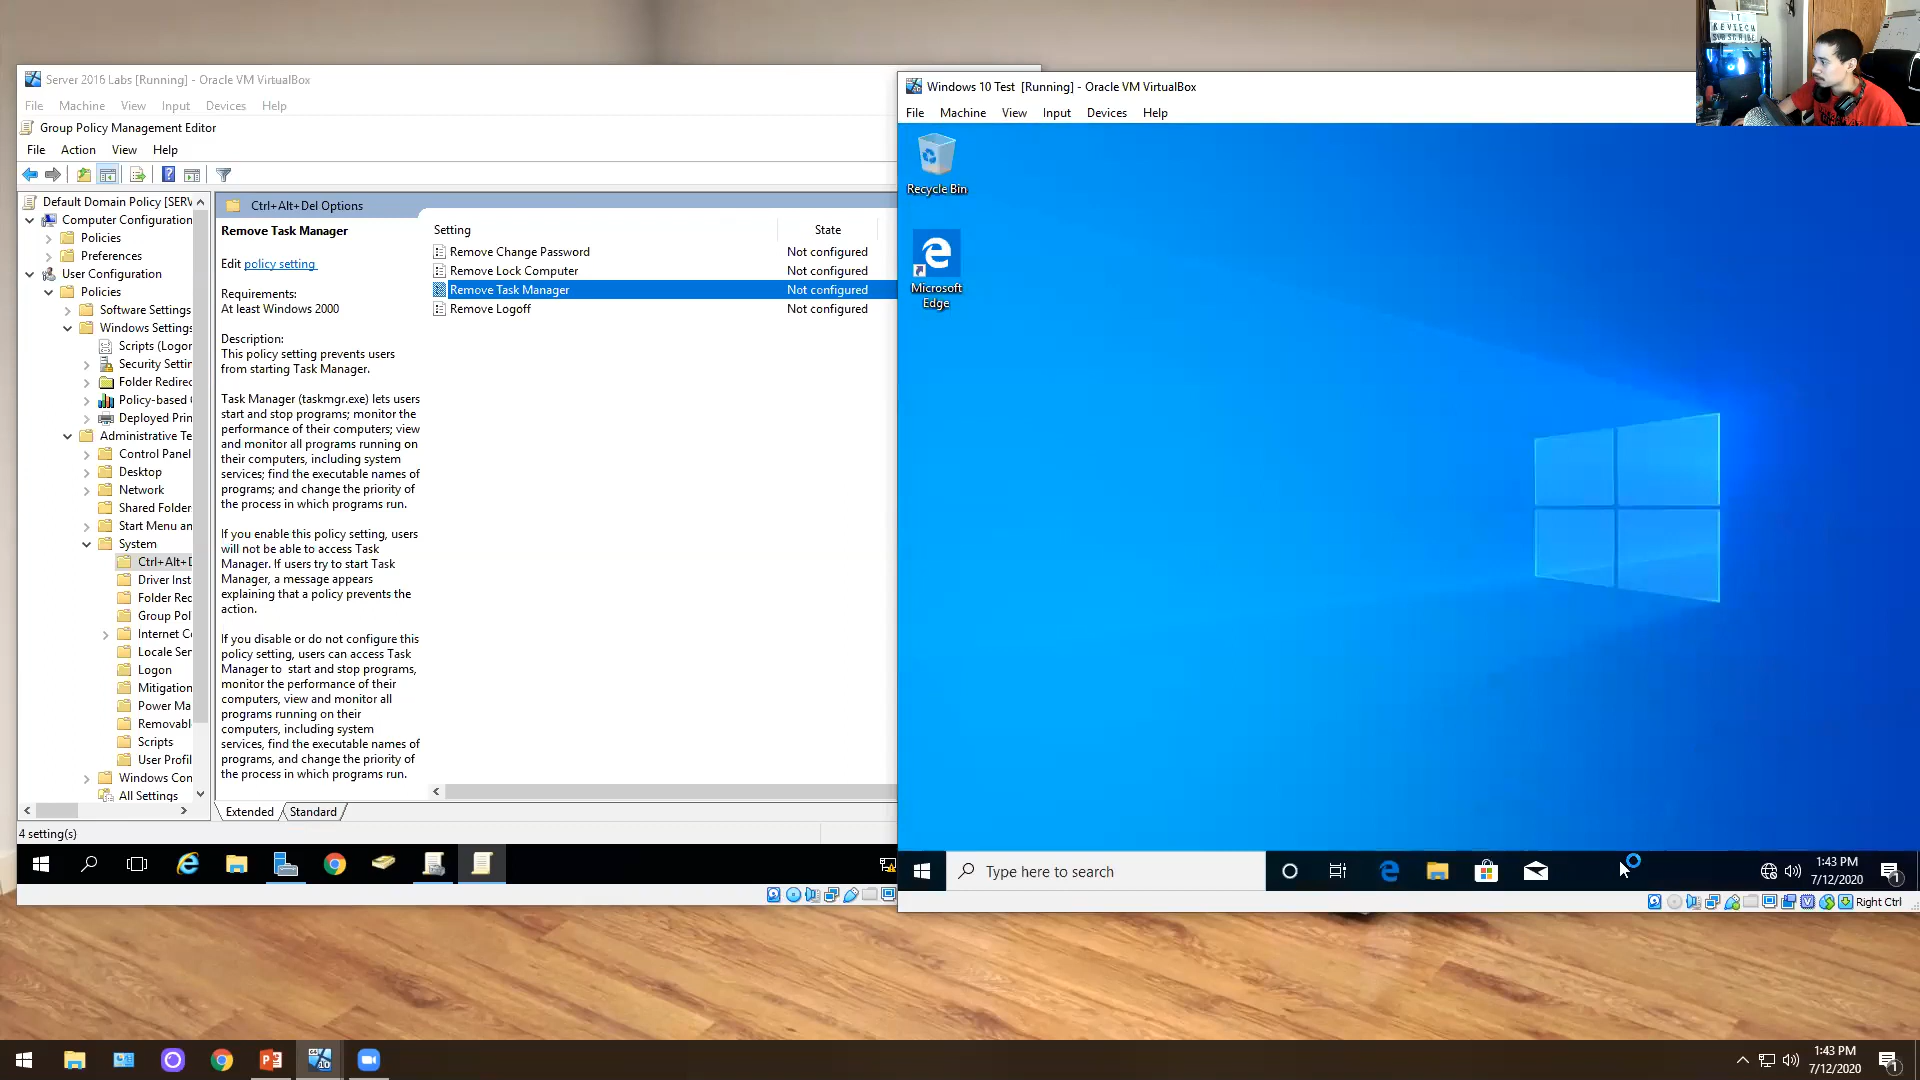 IT
KEVTECH
SUBSCRIBE
Server 2016 Labs [Running] - Oracle VM VirtualBox
File Machine View Input Devices Help
Group Policy Management Editor
File Action View Help
Default Domain Policy [SERV
Computer Configuration
Policies
Preferences
User Configuration
Policies
Software Settings
Windows Settings
Scripts (Logor
Security Settin
Folder Redirec
Policy-based
Deployed Prin
Administrative Te
Control Panel
Desktop
Network
Shared Folder
Start Menu an
System
Ctrl+Alt+D
Driver Inst
Folder Rec
Group Pol
Internet C
Locale Ser
Logon
Mitigation
Power Ma
Removabl
Scripts
User Profil
Windows Con
All Settings
Ctrl+Alt+Del Options
Remove Task Manager
Edit policy setting
Requirements:
At least Windows 2000
Description:
This policy setting prevents users
from starting Task Manager.
Task Manager (taskmgr.exe) lets users
start and stop programs; monitor the
performance of their computers; view
and monitor all programs running on
their computers, including system
services; find the executable names of
programs; and change the priority of
the process in which programs run.
If you enable this policy setting, users
will not be able to access Task
Manager. If users try to start Task
Manager, a message appears
explaining that a policy prevents the
action.
If you disable or do not configure this
policy setting, users can access Task
Manager to start and stop programs,
monitor the performance of their
computers, view and monitor all
programs running on their
computers, including system
services, find the executable names of
programs, and change the priority of
the process in which programs run.
Setting State
Remove Change Password Not configured
Remove Lock Computer Not configured
Remove Task Manager Not configured
Remove Logoff Not configured
Extended Standard
4 setting(s)
Windows 10 Test [Running] - Oracle VM VirtualBox
File Machine View Input Devices Help
Recycle Bin
Microsoft
Edge
Type here to search
1:43 PM
7/12/2020
1
Right Ctrl
1:43 PM
7/12/2020
1